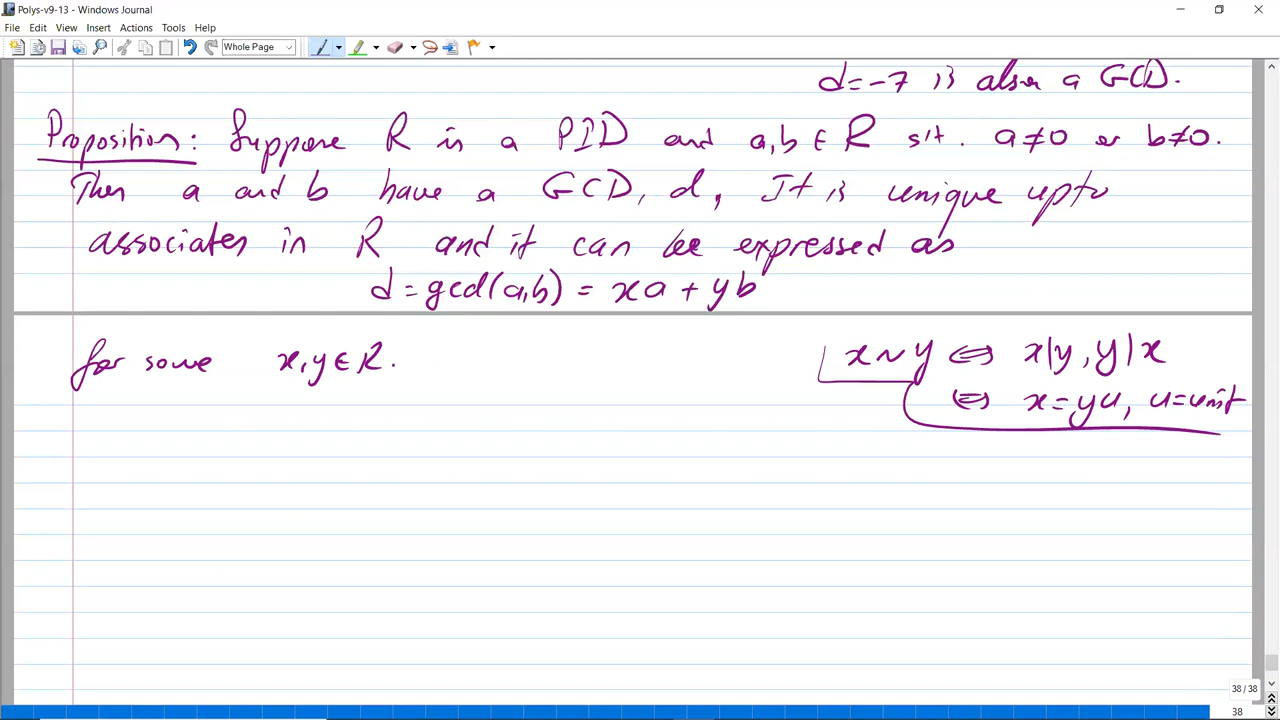 Polys-v9-13 - Windows Journal
File Edit View Insert Actions Tools Help
Whole Page
d=-7 is also a GCD.
Proposition: Suppose R is a PID and a,b ∈ R s.t. a≠0 or b≠0.
Then a and b have a GCD, d, It is unique upto
associates in R and it can be expressed as
d = gcd(a,b) = xa + yb
for some x,y ∈ R.
x ~ y ⇔ x|y, y|x
⇔ x=yu, u=unit
38 / 38
38